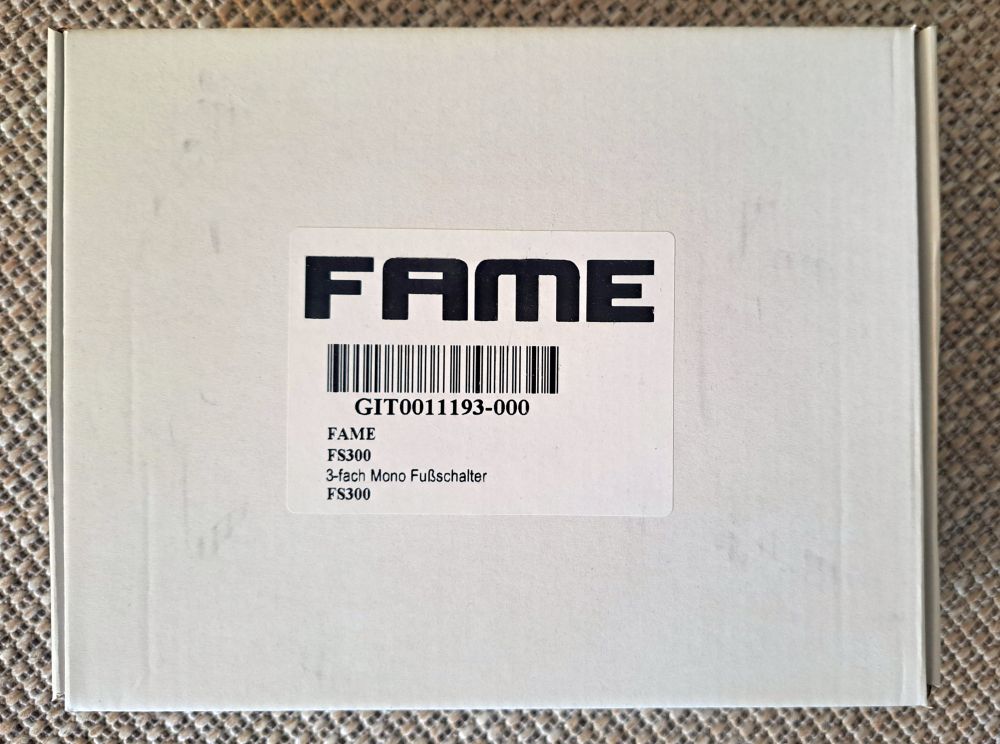 FAME
GIT0011193-000
FAME
FS300
3-fach Mono Fußschalter
FS300